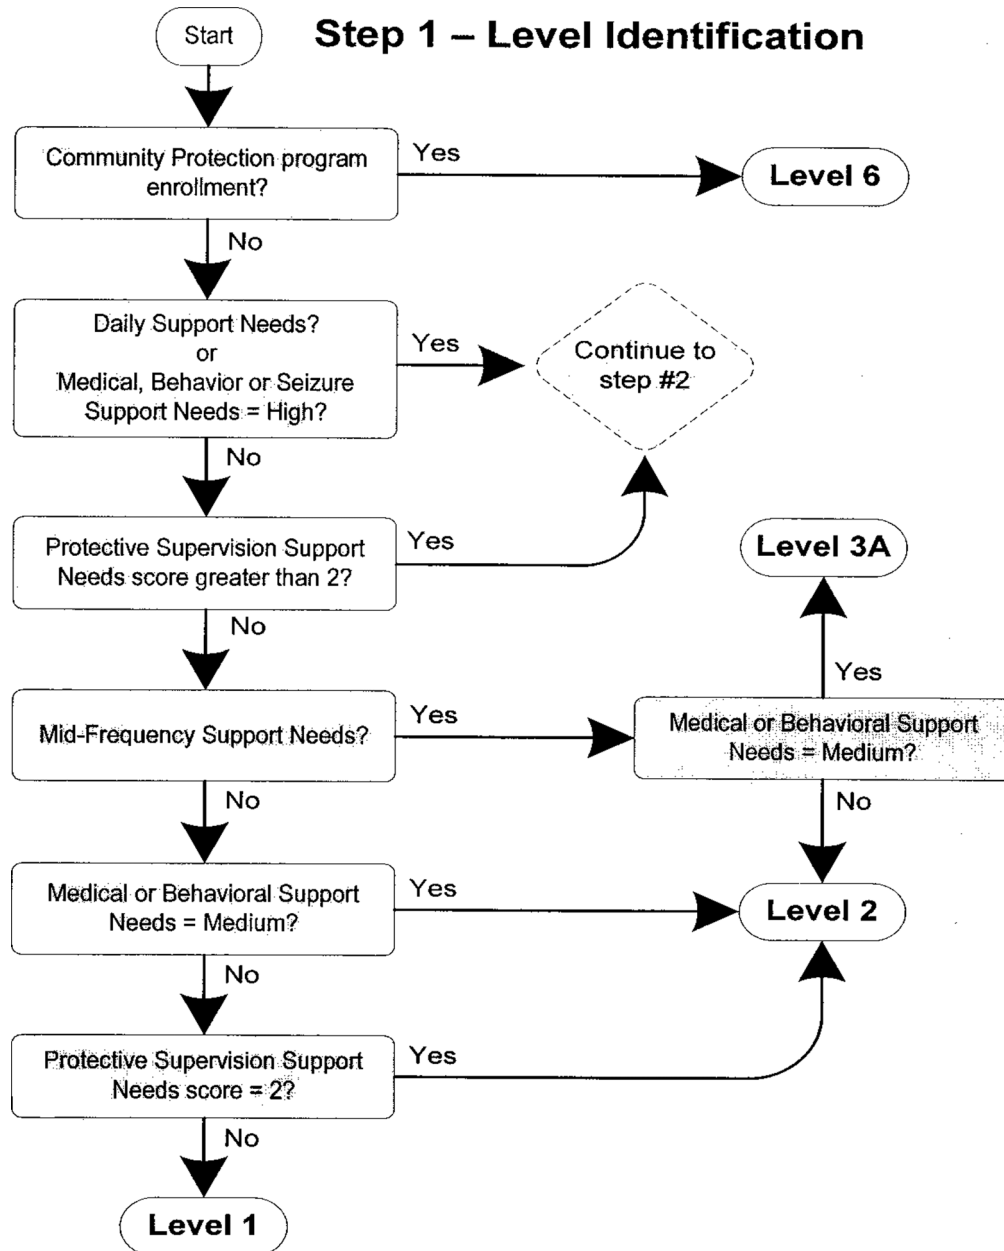 Start
Step 1 – Level Identification
Community Protection program
enrollment?
Yes
Level 6
No
Daily Support Needs?
or
Medical, Behavior or Seizure
Support Needs = High?
Yes
Continue to
step #2
No
Protective Supervision Support
Needs score greater than 2?
Yes
Level 3A
No
Yes
Mid-Frequency Support Needs?
Yes
Medical or Behavioral Support
Needs = Medium?
No
No
Medical or Behavioral Support
Needs = Medium?
Yes
Level 2
No
Protective Supervision Support
Needs score = 2?
Yes
No
Level 1